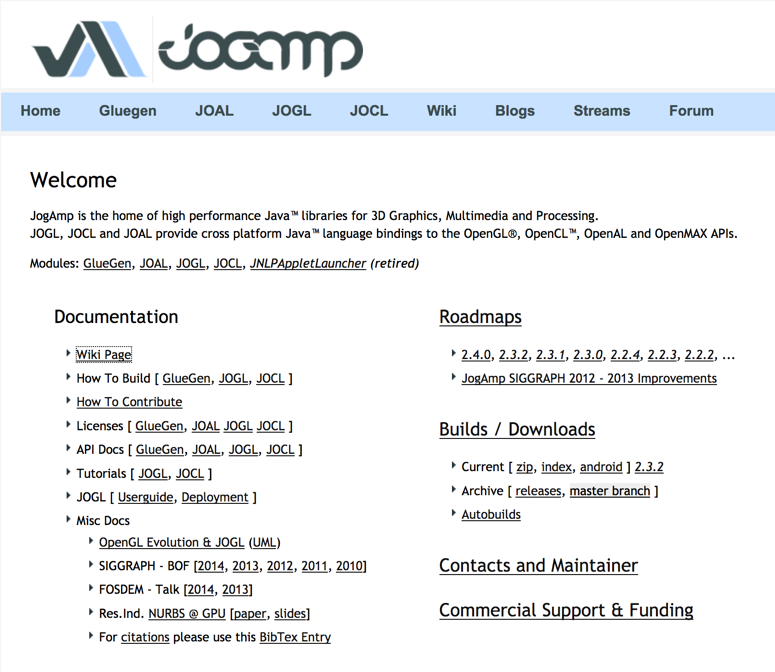 JogAmp
Home Gluegen JOAL JOGL JOCL Wiki Blogs Streams Forum
Welcome
JogAmp is the home of high performance Java™ libraries for 3D Graphics, Multimedia and Processing.
JOGL, JOCL and JOAL provide cross platform Java™ language bindings to the OpenGL®, OpenCL™, OpenAL and OpenMAX APIs.
Modules: GlueGen, JOAL, JOGL, JOCL, JNLPAppletLauncher (retired)
Documentation
Wiki Page
How To Build [ GlueGen, JOGL, JOCL ]
How To Contribute
Licenses [ GlueGen, JOAL JOGL JOCL ]
API Docs [ GlueGen, JOAL, JOGL, JOCL ]
Tutorials [ JOGL, JOCL ]
JOGL [ Userguide, Deployment ]
Misc Docs
OpenGL Evolution & JOGL (UML)
SIGGRAPH - BOF [2014, 2013, 2012, 2011, 2010]
FOSDEM - Talk [2014, 2013]
Res.Ind. NURBS @ GPU [paper, slides]
For citations please use this BibTex Entry
Roadmaps
2.4.0, 2.3.2, 2.3.1, 2.3.0, 2.2.4, 2.2.3, 2.2.2, ...
JogAmp SIGGRAPH 2012 - 2013 Improvements
Builds / Downloads
Current [ zip, index, android ] 2.3.2
Archive [ releases, master branch ]
Autobuilds
Contacts and Maintainer
Commercial Support & Funding